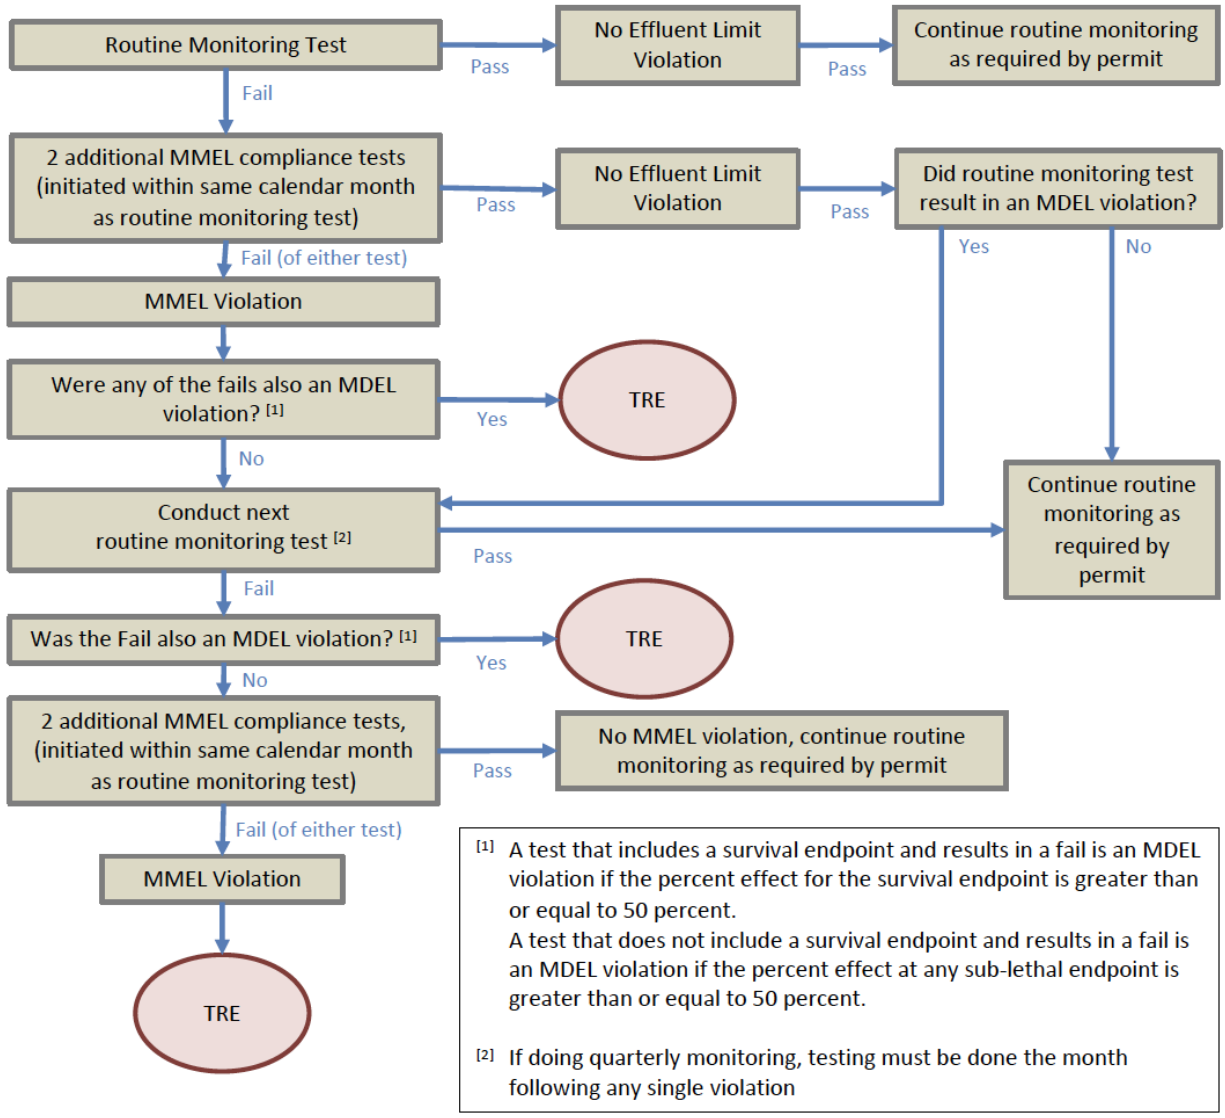 Routine Monitoring Test
Pass
No Effluent Limit
Violation
Pass
Continue routine monitoring
as required by permit
Fail
2 additional MMEL compliance tests
(initiated within same calendar month
as routine monitoring test)
Pass
No Effluent Limit
Violation
Pass
Did routine monitoring test
result in an MDEL violation?
Yes
No
Fail (of either test)
MMEL Violation
Were any of the fails also an MDEL
violation? [1]
Yes
TRE
No
Conduct next
routine monitoring test [2]
Pass
Continue routine
monitoring as
required by
permit
Fail
Was the Fail also an MDEL violation? [1]
Yes
TRE
No
2 additional MMEL compliance tests,
(initiated within same calendar month
as routine monitoring test)
Pass
No MMEL violation, continue routine
monitoring as required by permit
Fail (of either test)
MMEL Violation
TRE
[1] A test that includes a survival endpoint and results in a fail is an MDEL
violation if the percent effect for the survival endpoint is greater than
or equal to 50 percent.
A test that does not include a survival endpoint and results in a fail is
an MDEL violation if the percent effect at any sub-lethal endpoint is
greater than or equal to 50 percent.
[2] If doing quarterly monitoring, testing must be done the month
following any single violation